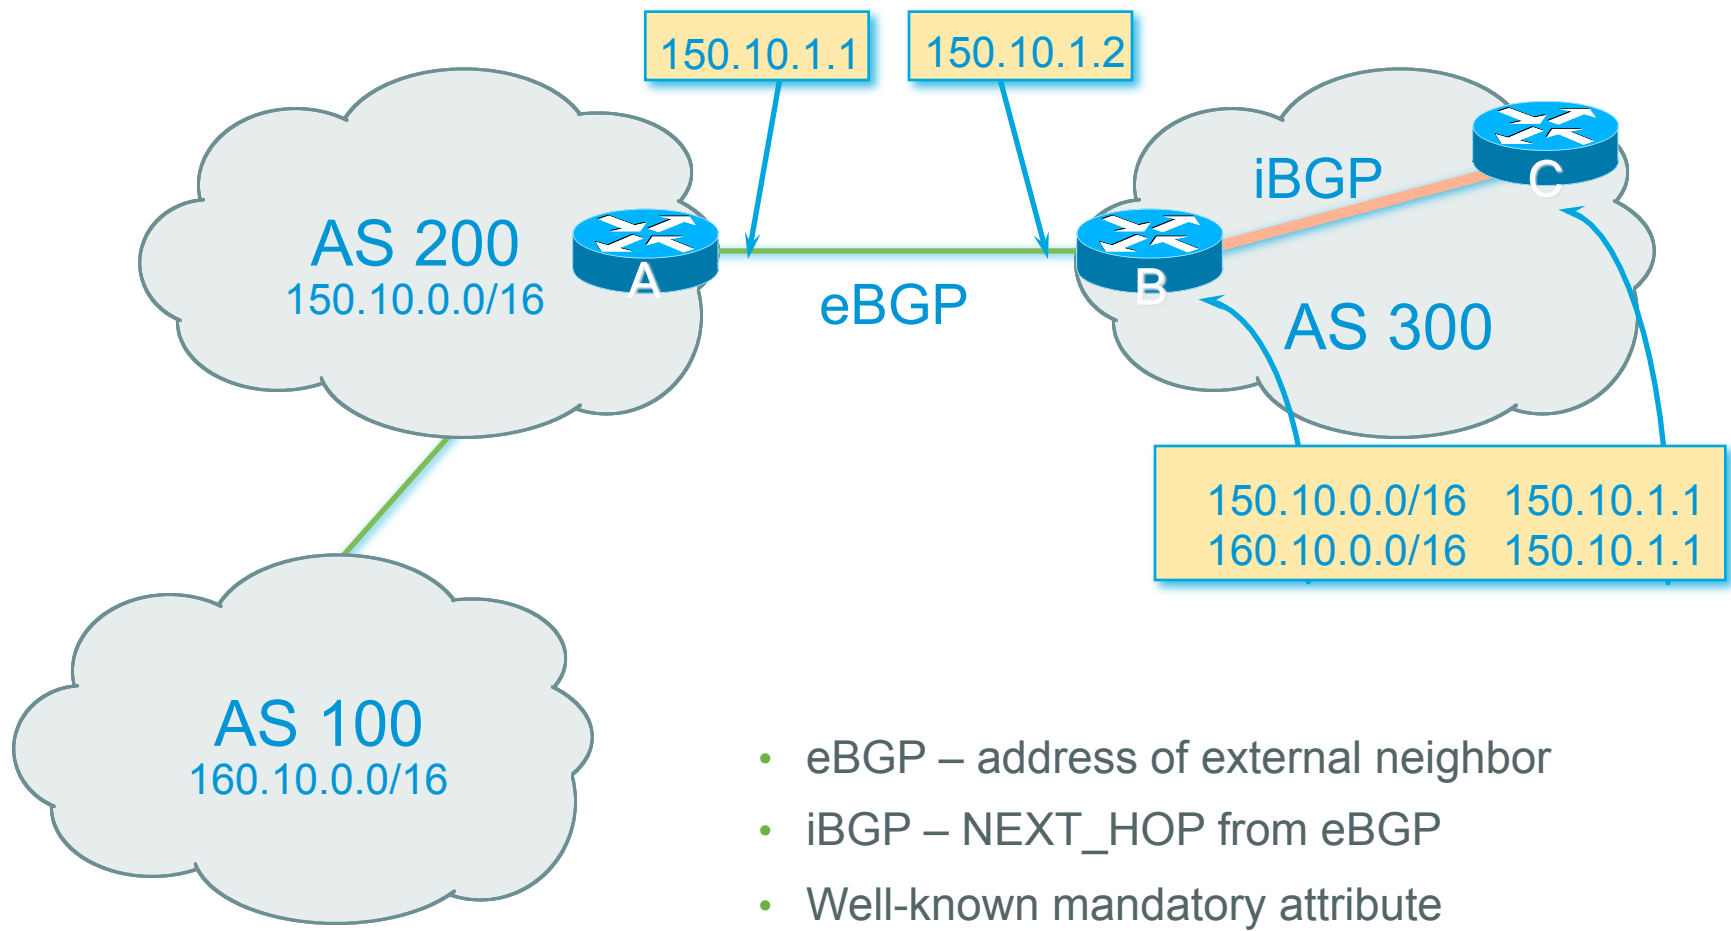 150.10.1.1
150.10.1.2
C
iBGP
AS 200
150.10.0.0/16
A
B
eBGP
AS 300
150.10.0.0/16 150.10.1.1
160.10.0.0/16 150.10.1.1
AS 100
160.10.0.0/16
• eBGP – address of external neighbor
• iBGP – NEXT_HOP from eBGP
• Well-known mandatory attribute